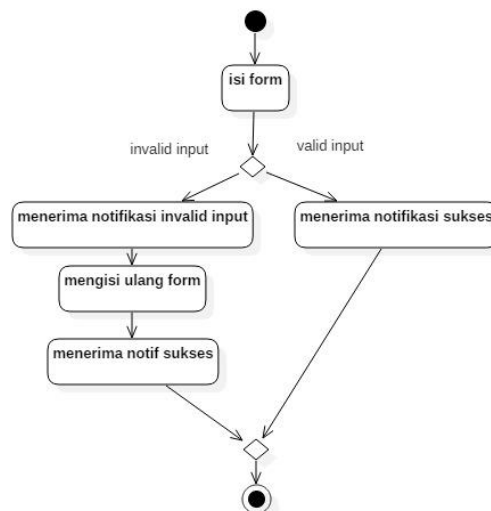 isi form
invalid input
valid input
menerima notifikasi invalid input
menerima notifikasi sukses
mengisi ulang form
menerima notif sukses